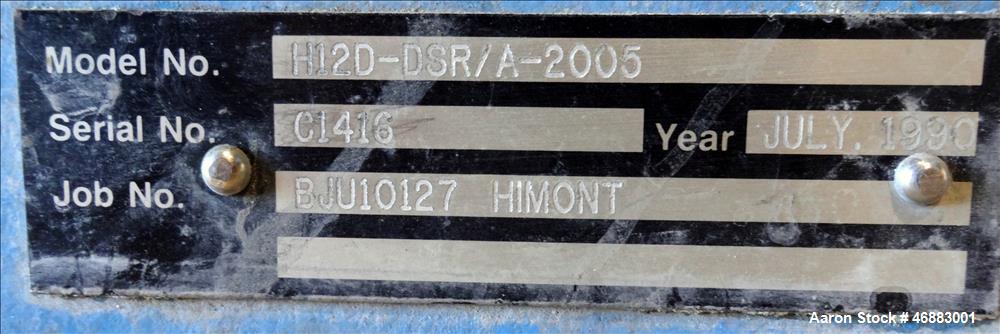 Model No. H12D-DSR/A-2005
Serial No. C1416 Year JULY, 1990
Job No. BJU10127 HIMONT
Aaron Stock # 46883001